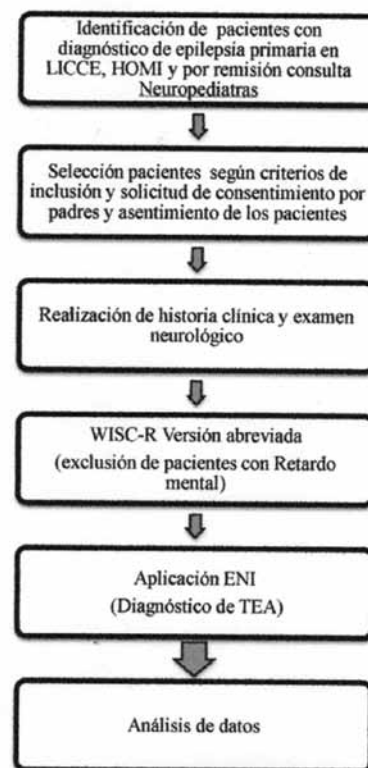 Identificación de pacientes con
diagnóstico de epilepsia primaria en
LICCE, HOMI y por remisión consulta
Neuropediatras
Selección pacientes según criterios de
inclusión y solicitud de consentimiento por
padres y asentimiento de los pacientes
Realización de historia clínica y examen
neurológico
WISC-R Versión abreviada
(exclusión de pacientes con Retardo
mental)
Aplicación ENI
(Diagnóstico de TEA)
Análisis de datos